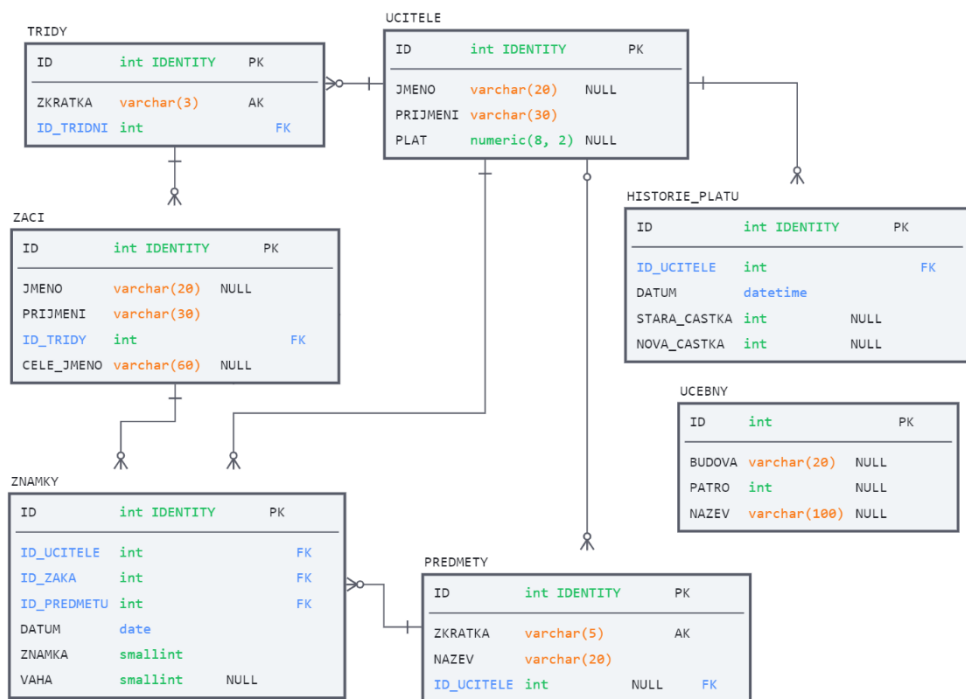 TRIDY
ID int IDENTITY PK
ZKRATKA varchar(3) AK
ID_TRIDNI int FK
UCITELE
ID int IDENTITY PK
JMENO varchar(20) NULL
PRIJMENI varchar(30)
PLAT numeric(8, 2) NULL
HISTORIE_PLATU
ID int IDENTITY PK
ID_UCITELE int FK
DATUM datetime
STARA_CASTKA int NULL
NOVA_CASTKA int NULL
ZACI
ID int IDENTITY PK
JMENO varchar(20) NULL
PRIJMENI varchar(30)
ID_TRIDY int FK
CELE_JMENO varchar(60) NULL
UCEBNY
ID int PK
BUDOVA varchar(20) NULL
PATRO int NULL
NAZEV varchar(100) NULL
ZNAMKY
ID int IDENTITY PK
ID_UCITELE int FK
ID_ZAKA int FK
ID_PREDMETU int FK
DATUM date
ZNAMKA smallint
VAHA smallint NULL
PREDMETY
ID int IDENTITY PK
ZKRATKA varchar(5) AK
NAZEV varchar(20)
ID_UCITELE int NULL FK